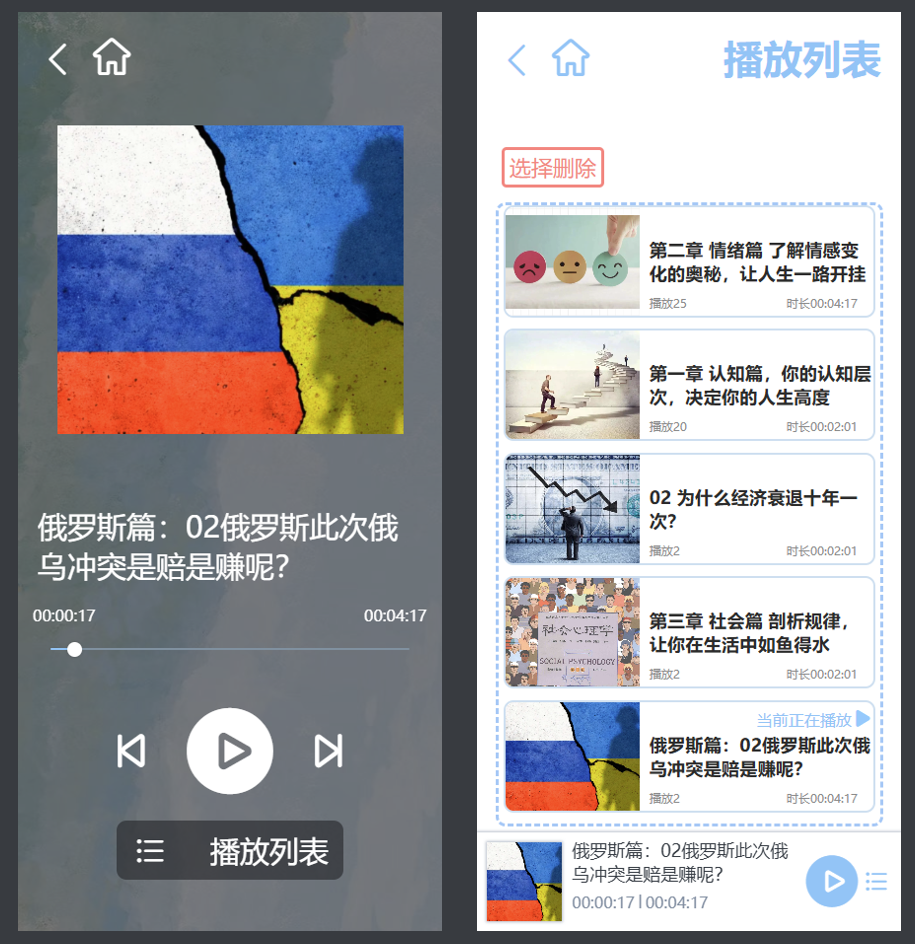 俄罗斯篇：02俄罗斯此次俄
乌冲突是赔是赚呢？
00:00:17
00:04:17
播放列表
播放列表
选择删除
第二章 情绪篇 了解情感变
化的奥秘，让人生一路开挂
播放25
时长00:04:17
第一章 认知篇，你的认知层
次，决定你的人生高度
播放20
时长00:02:01
02 为什么经济衰退十年一
次？
播放2
时长00:02:01
社会心理学
SOCIAL PSYCHOLOGY
第三章 社会篇 剖析规律，
让你在生活中如鱼得水
播放2
时长00:02:01
当前正在播放
俄罗斯篇：02俄罗斯此次俄
乌冲突是赔是赚呢？
播放2
时长00:04:17
俄罗斯篇：02俄罗斯此次俄
乌冲突是赔是赚呢？
00:00:17 | 00:04:17